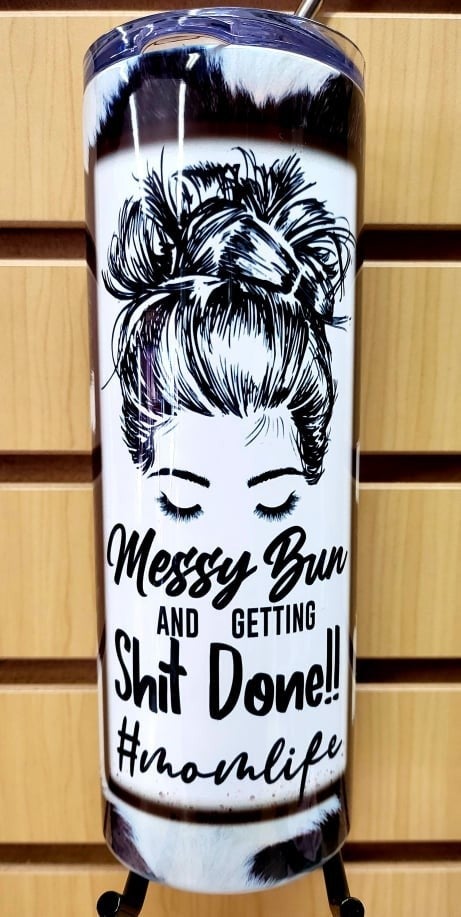 Messy Bun
AND GETTING
Shit Done!!
#momlife